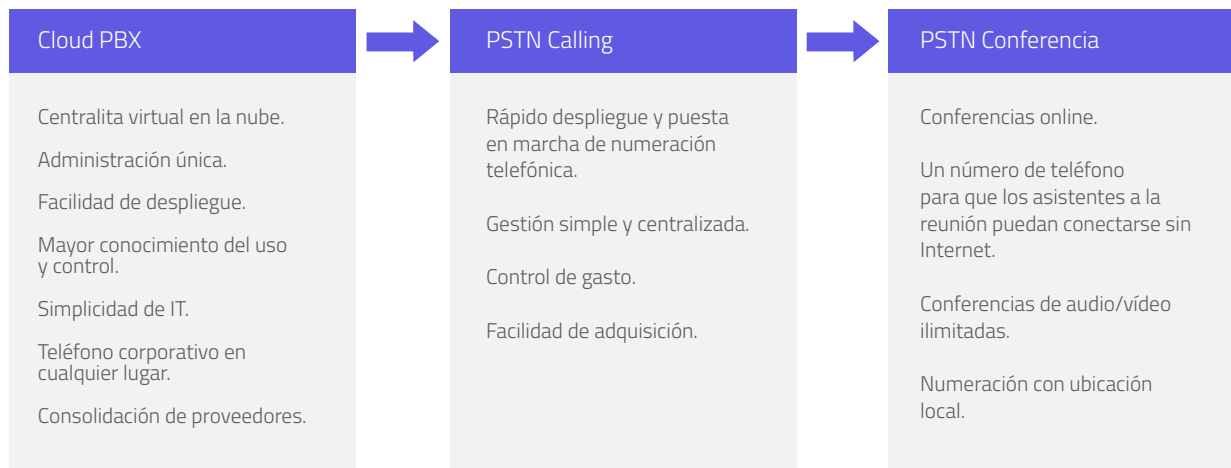 Cloud PBX
Centralita virtual en la nube.
Administración única.
Facilidad de despliegue.
Mayor conocimiento del uso
y control.
Simplicidad de IT.
Teléfono corporativo en
cualquier lugar.
Consolidación de proveedores.
PSTN Calling
Rápido despliegue y puesta
en marcha de numeración
telefónica.
Gestión simple y centralizada.
Control de gasto.
Facilidad de adquisición.
PSTN Conferencia
Conferencias online.
Un número de teléfono
para que los asistentes a la
reunión puedan conectarse sin
Internet.
Conferencias de audio/vídeo
ilimitadas.
Numeración con ubicación
local.